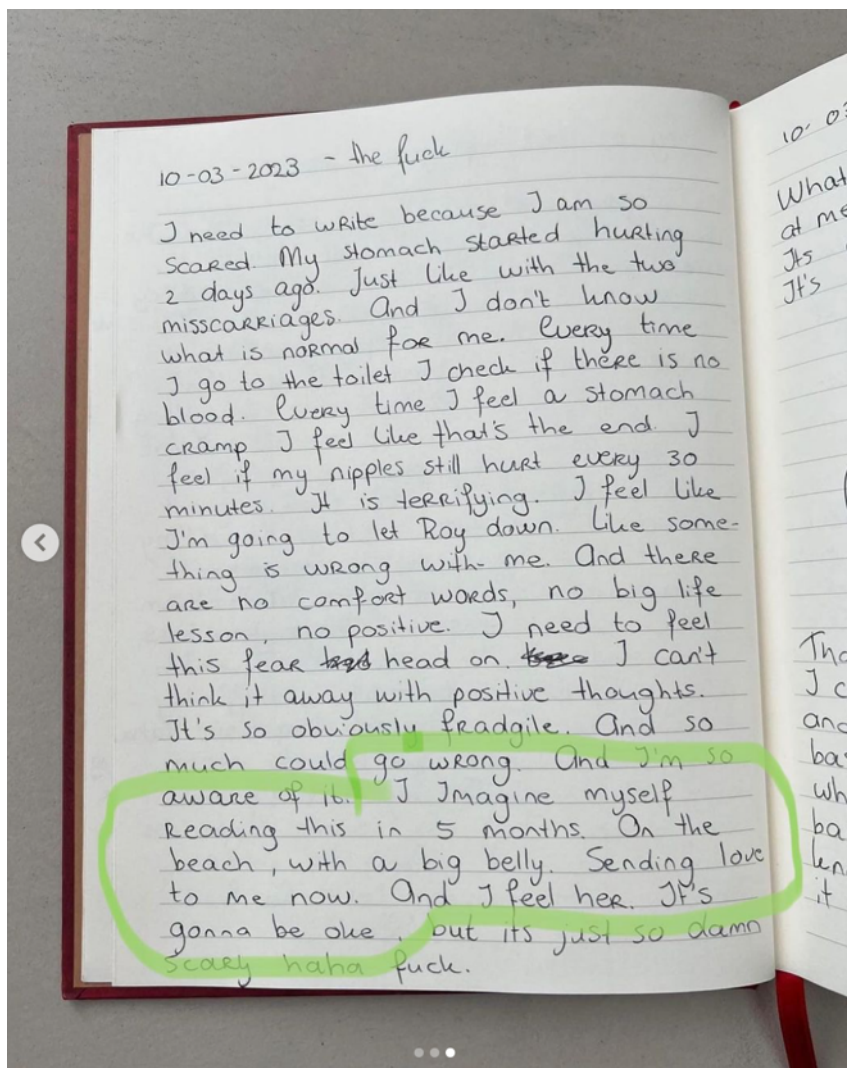 10-03-2023 - the fuck
I need to write because I am so
scared. My stomach started hurting
2 days ago. Just like with the two
misscarriages. And I don't know
what is normal for me. Every time
I go to the toilet I check if there is no
blood. Every time I feel a stomach
cramp I feel like that's the end. I
feel if my nipples still hurt every 30
minutes. It is terrifying. I feel like
I'm going to let Roy down. Like some-
thing is wrong with me. And there
are no comfort words, no big life
lesson, no positive. I need to feel
this fear head on. I can't
think it away with positive thoughts.
It's so obviously fradgile. And so
much could go wrong. And I'm so
aware of it. I Imagine myself
Reading this in 5 months. On the
beach, with a big belly. Sending love
to me now. And I feel her. It's
gonna be oke, but its just so damn
scary haha fuck.
10-03
What
at me
Its
It's
I c
and
ba
wh
ba
it